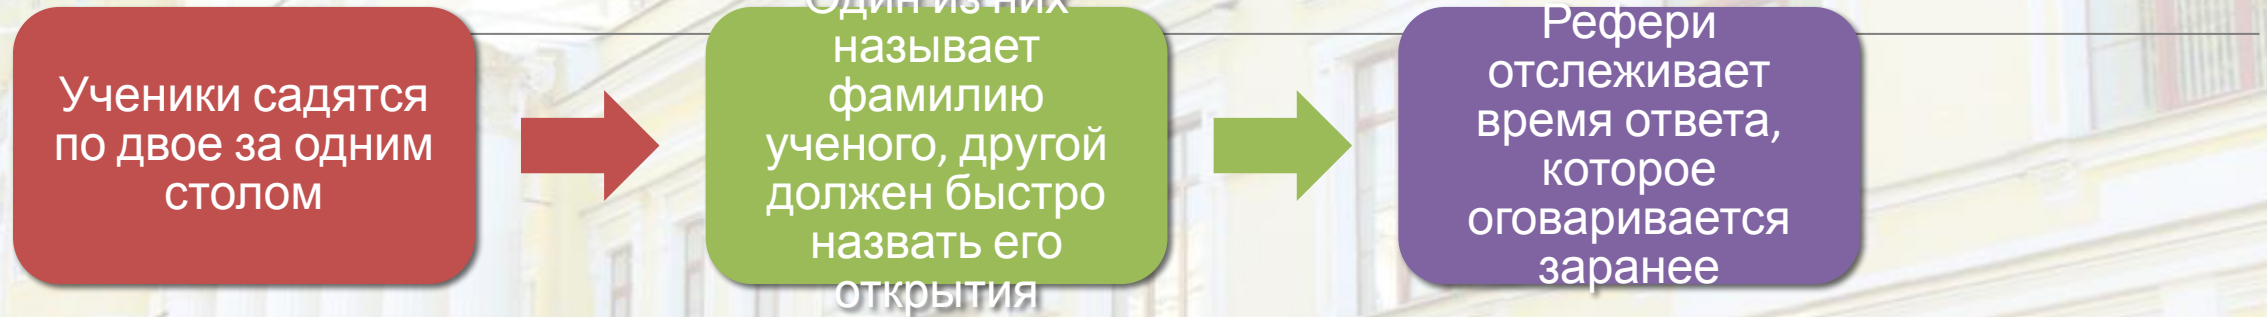 Ученики садятся
по двое за одним
столом
Один из них
называет
фамилию
ученого, другой
должен быстро
назвать его
открытия
Рефери
отслеживает
время ответа,
которое
оговаривается
заранее